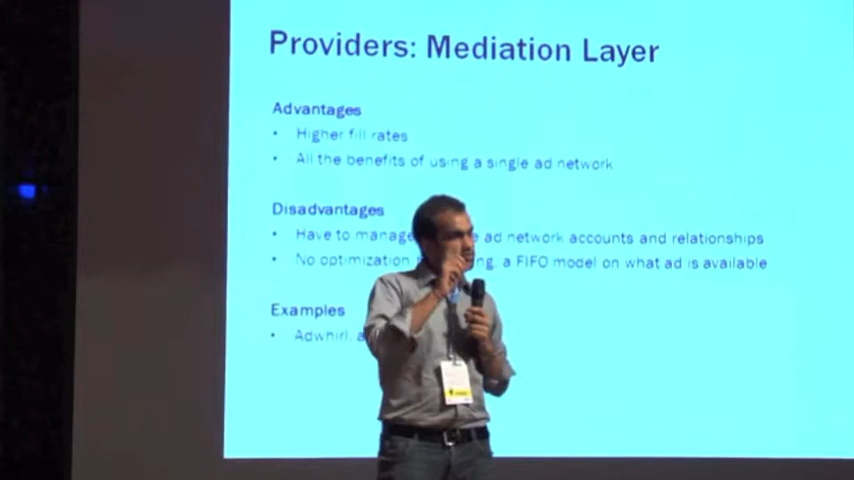 Providers: Mediation Layer
Advantages
• Higher fill rates
• All the benefits of using a single ad network
Disadvantages
• Have to manage ad network accounts and relationships
• No optimization a FIFO model on what ad is available
Examples
• Adwhirl,